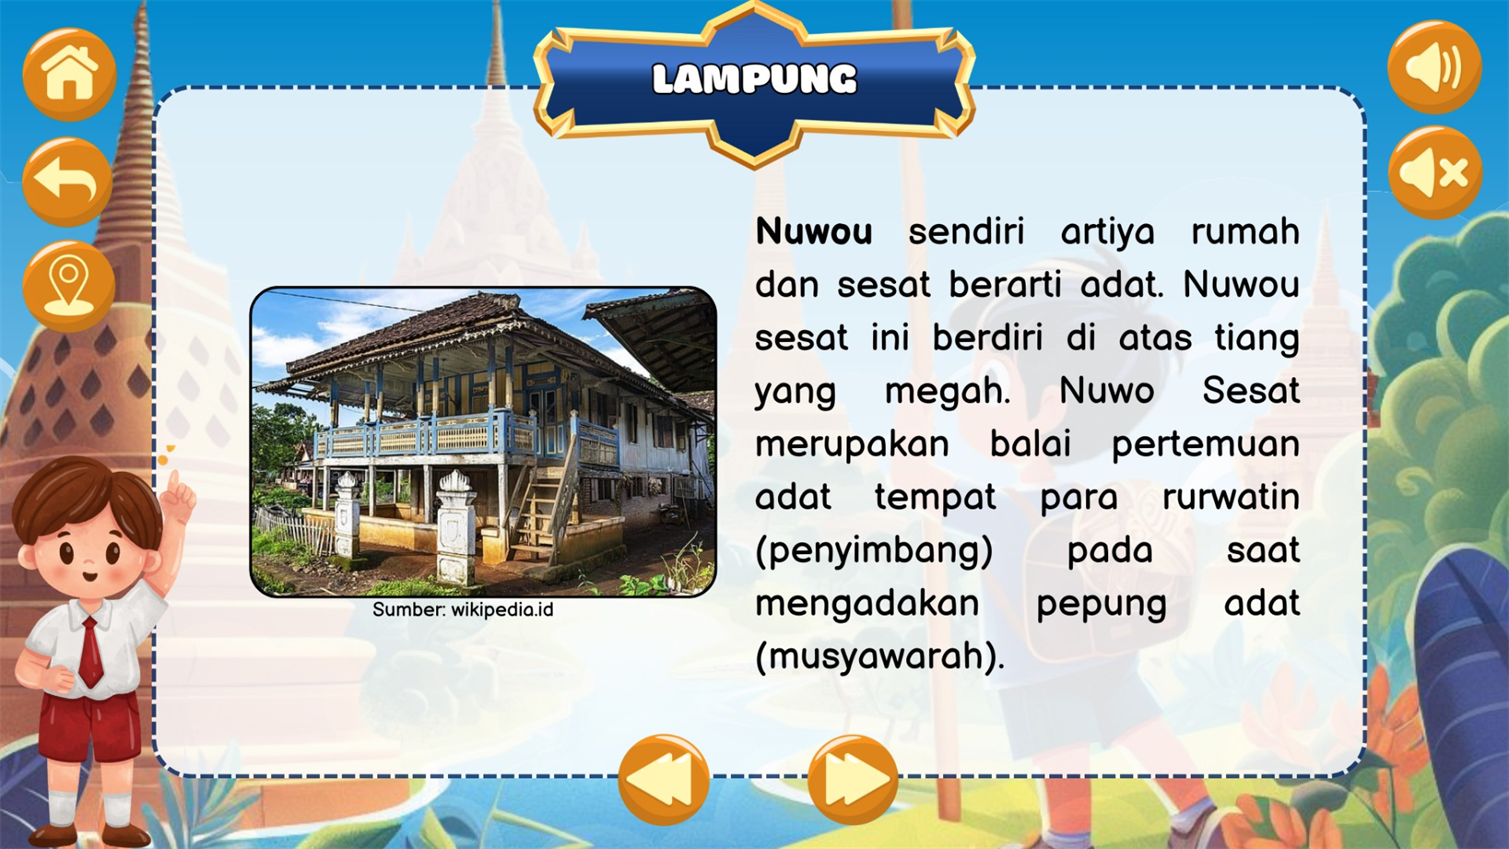 LAMPUNG
Nuwou sendiri artiya rumah
dan sesat berarti adat. Nuwou
sesat ini berdiri di atas tiang
yang megah. Nuwo Sesat
merupakan balai pertemuan
adat tempat para rurwatin
(penyimbang) pada saat
mengadakan pepung adat
(musyawarah).
Sumber: wikipedia.id